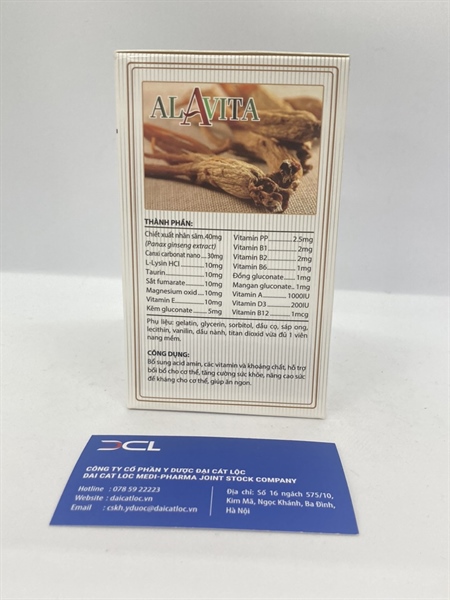 ALAVITA
THÀNH PHẦN:
Chiết xuất nhân sâm.40mg
(Panax ginseng extract)
Canxi carbonat nano ...30mg
L-Lysin HCl ............10mg
Taurin....................10mg
Sắt fumarate ..........10mg
Magnesium oxid ....10mg
Vitamin E................10mg
Kẽm gluconate .........5mg
Vitamin PP..........2.5mg
Vitamin B1............2mg
Vitamin B2............2mg
Vitamin B6............1mg
Đồng gluconate ....1mg
Mangan gluconate..1mg
Vitamin A ........1000IU
Vitamin D3 ........200IU
Vitamin B12 ........1mcg
Phụ liệu: gelatin, glycerin, sorbitol, dầu cọ, sáp ong,
lecithin, vanilin, dầu nành, titan dioxid vừa đủ 1 viên
nang mềm.
CÔNG DỤNG:
Bổ sung acid amin, các vitamin và khoáng chất, hỗ trợ
bồi bổ cho cơ thể, tăng cường sức khỏe, nâng cao sức
đề kháng cho cơ thể, giúp ăn ngon.
DCL
CÔNG TY CỔ PHẦN Y DƯỢC ĐẠI CÁT LỘC
DAI CAT LOC MEDI-PHARMA JOINT STOCK COMPANY
Hotline : 078 59 22223
Website : daicatloc.vn
Email : cskh.yduoc@daicatloc.vn
Địa chỉ: Số 16 ngách 575/10,
Kim Mã, Ngọc Khánh, Ba Đình,
Hà Nội